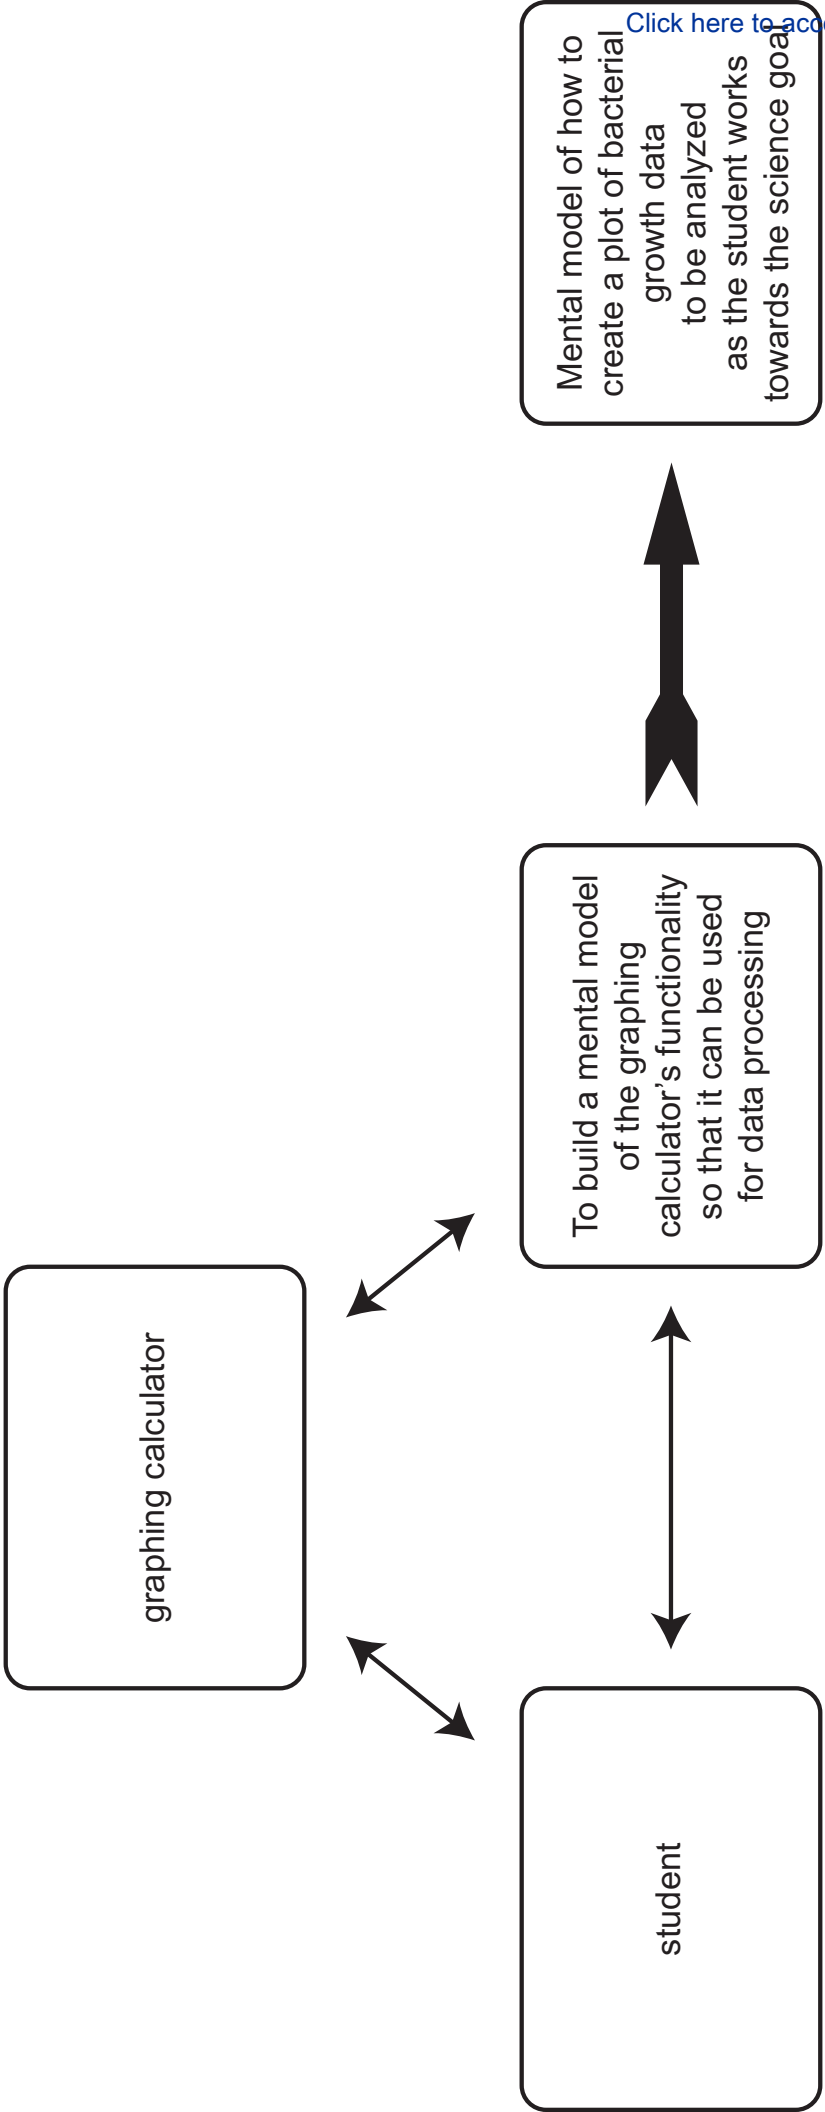 Click here to acc
graphing calculator
student
To build a mental model
of the graphing
calculator's functionality
so that it can be used
for data processing
Mental model of how to
create a plot of bacterial
growth data
to be analyzed
as the student works
towards the science goal